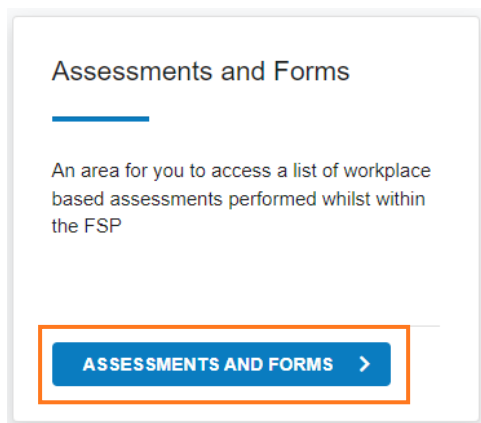 Assessments and Forms
An area for you to access a list of workplace
based assessments performed whilst within
the FSP
ASSESSMENTS AND FORMS